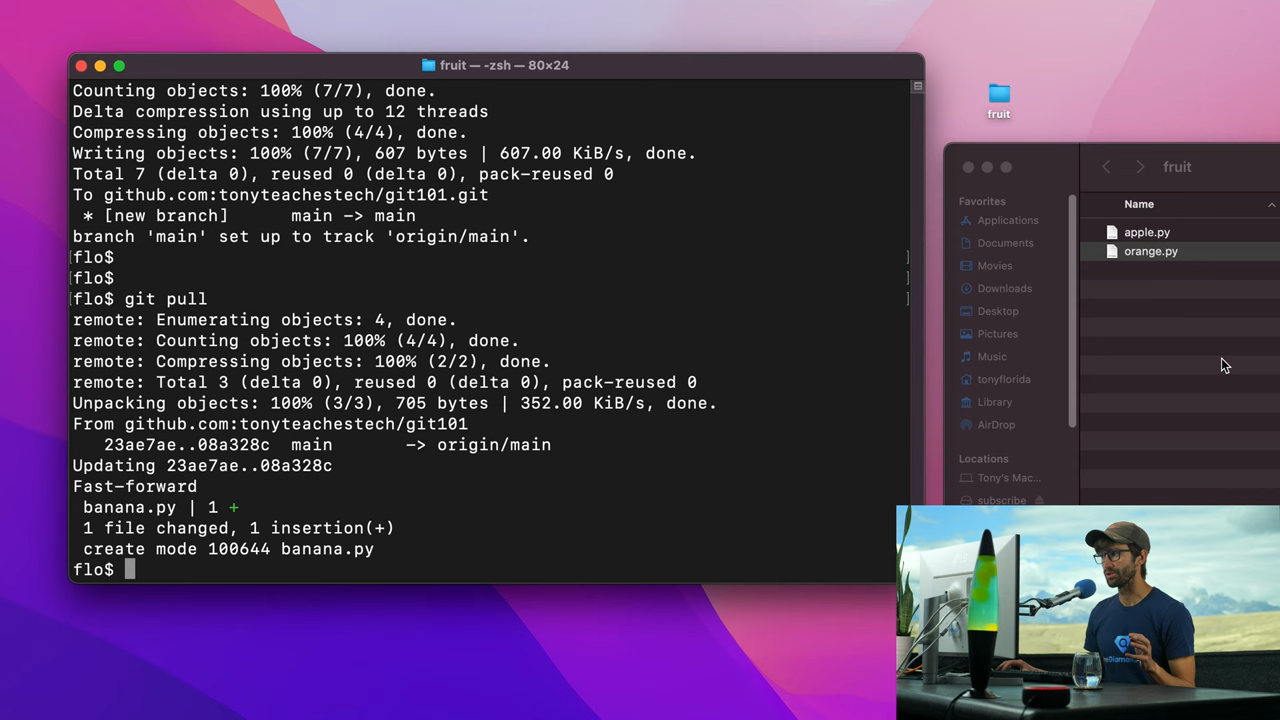 fruit — -zsh — 80×24
Counting objects: 100% (7/7), done.
Delta compression using up to 12 threads
Compressing objects: 100% (4/4), done.
Writing objects: 100% (7/7), 607 bytes | 607.00 KiB/s, done.
Total 7 (delta 0), reused 0 (delta 0), pack-reused 0
To github.com:tonyteachestech/git101.git
 * [new branch]      main -> main
branch 'main' set up to track 'origin/main'.
[flo$ ]
[flo$ ]
[flo$ git pull ]
remote: Enumerating objects: 4, done.
remote: Counting objects: 100% (4/4), done.
remote: Compressing objects: 100% (2/2), done.
remote: Total 3 (delta 0), reused 0 (delta 0), pack-reused 0
Unpacking objects: 100% (3/3), 705 bytes | 352.00 KiB/s, done.
From github.com:tonyteachestech/git101
   23ae7ae..08a328c  main       -> origin/main
Updating 23ae7ae..08a328c
Fast-forward
 banana.py | 1 +
 1 file changed, 1 insertion(+)
 create mode 100644 banana.py
flo$
fruit
fruit
Favorites
Applications
Documents
Movies
Downloads
Desktop
Pictures
Music
tonyflorida
Library
AirDrop
Locations
Tony's Mac...
subscribe
Name
apple.py
orange.py